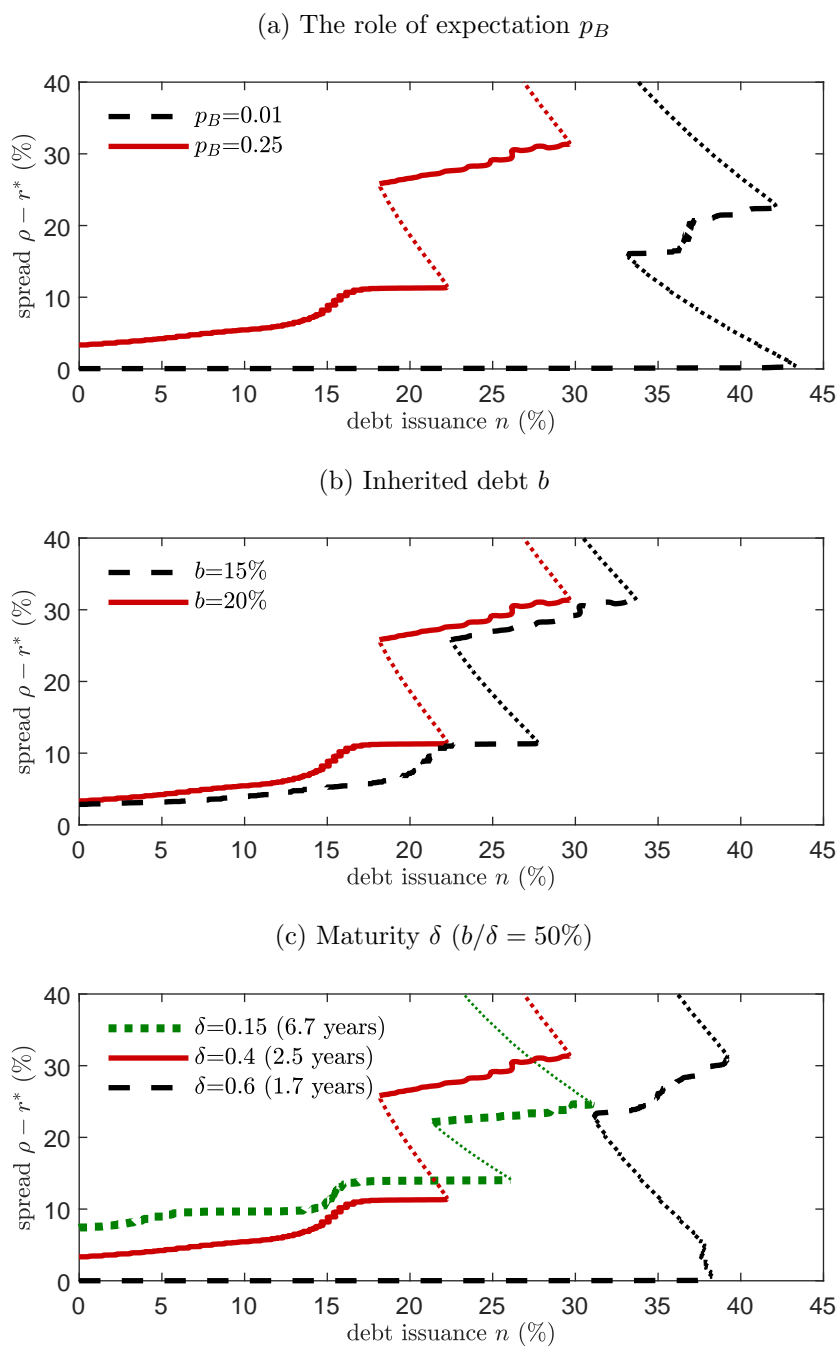 (a) The role of expectation p_B
40
30
20
10
0
spread ρ − r* (%)
p_B=0.01
p_B=0.25
0 5 10 15 20 25 30 35 40 45
debt issuance n (%)
(b) Inherited debt b
40
30
20
10
0
spread ρ − r* (%)
b=15%
b=20%
0 5 10 15 20 25 30 35 40 45
debt issuance n (%)
(c) Maturity δ (b/δ = 50%)
40
30
20
10
0
spread ρ − r* (%)
δ=0.15 (6.7 years)
δ=0.4 (2.5 years)
δ=0.6 (1.7 years)
0 5 10 15 20 25 30 35 40 45
debt issuance n (%)